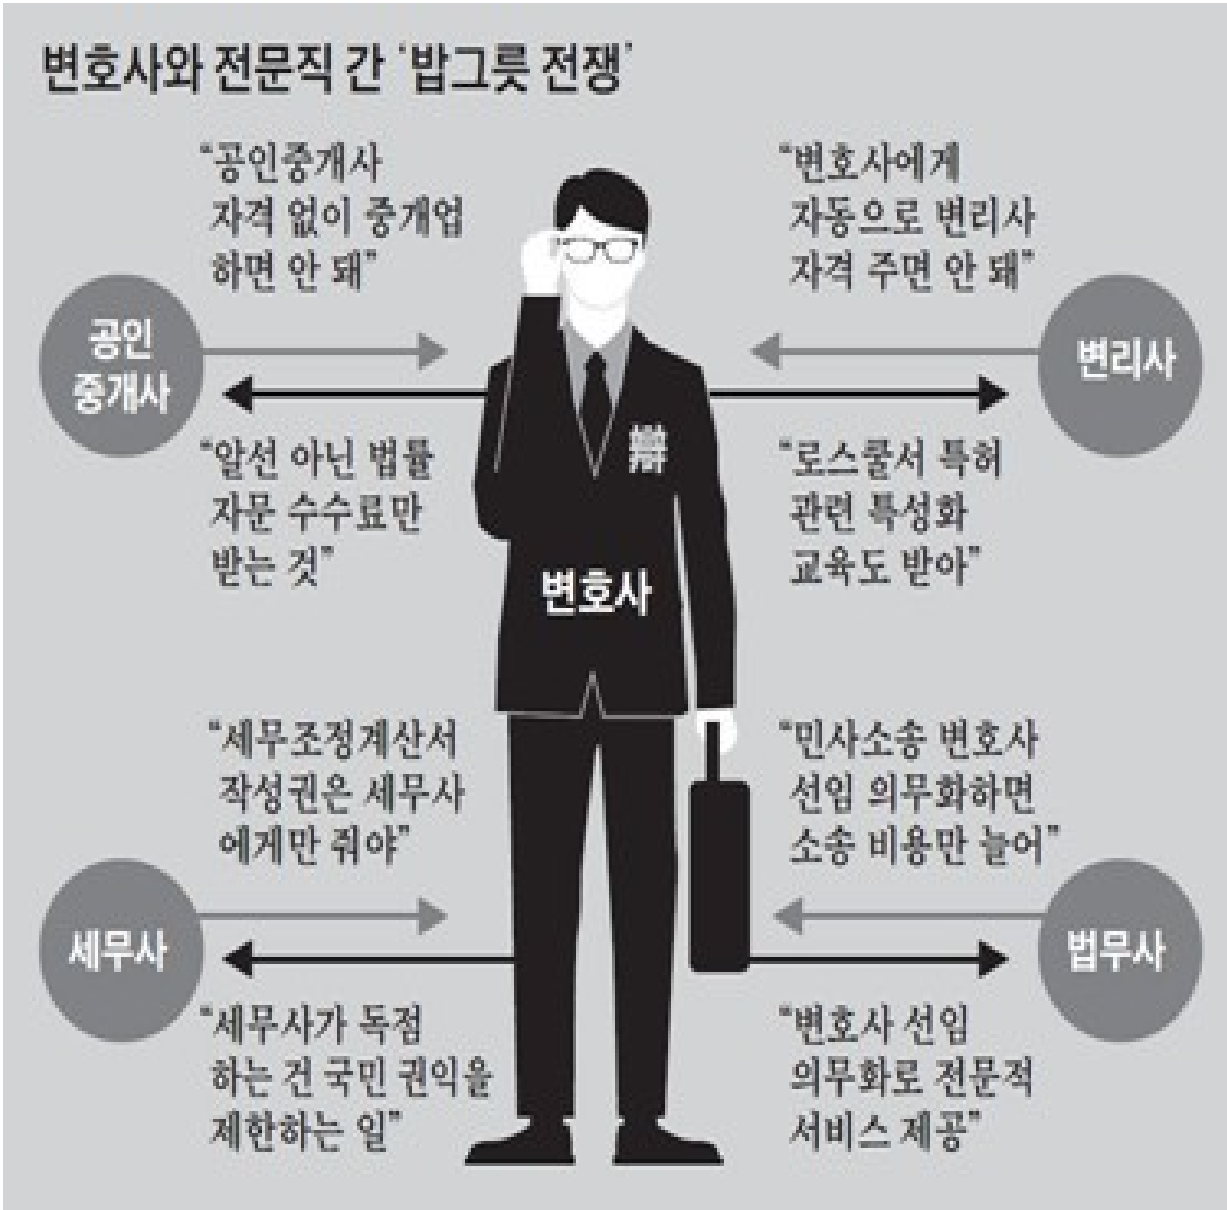 변호사와 전문직 간 ‘밥그릇 전쟁’
“공인중개사
자격 없이 중개업
하면 안 돼”
공인
중개사
“알선 아닌 법률
자문 수수료만
받는 것”
“변호사에게
자동으로 변리사
자격 주면 안 돼”
변리사
“로스쿨서 특허
관련 특성화
교육도 받아”
辯
변호사
“세무조정계산서
작성권은 세무사
에게만 줘야”
세무사
“세무사가 독점
하는 건 국민 권익을
제한하는 일”
“민사소송 변호사
선임 의무화하면
소송 비용만 늘어”
법무사
“변호사 선임
의무화로 전문적
서비스 제공”